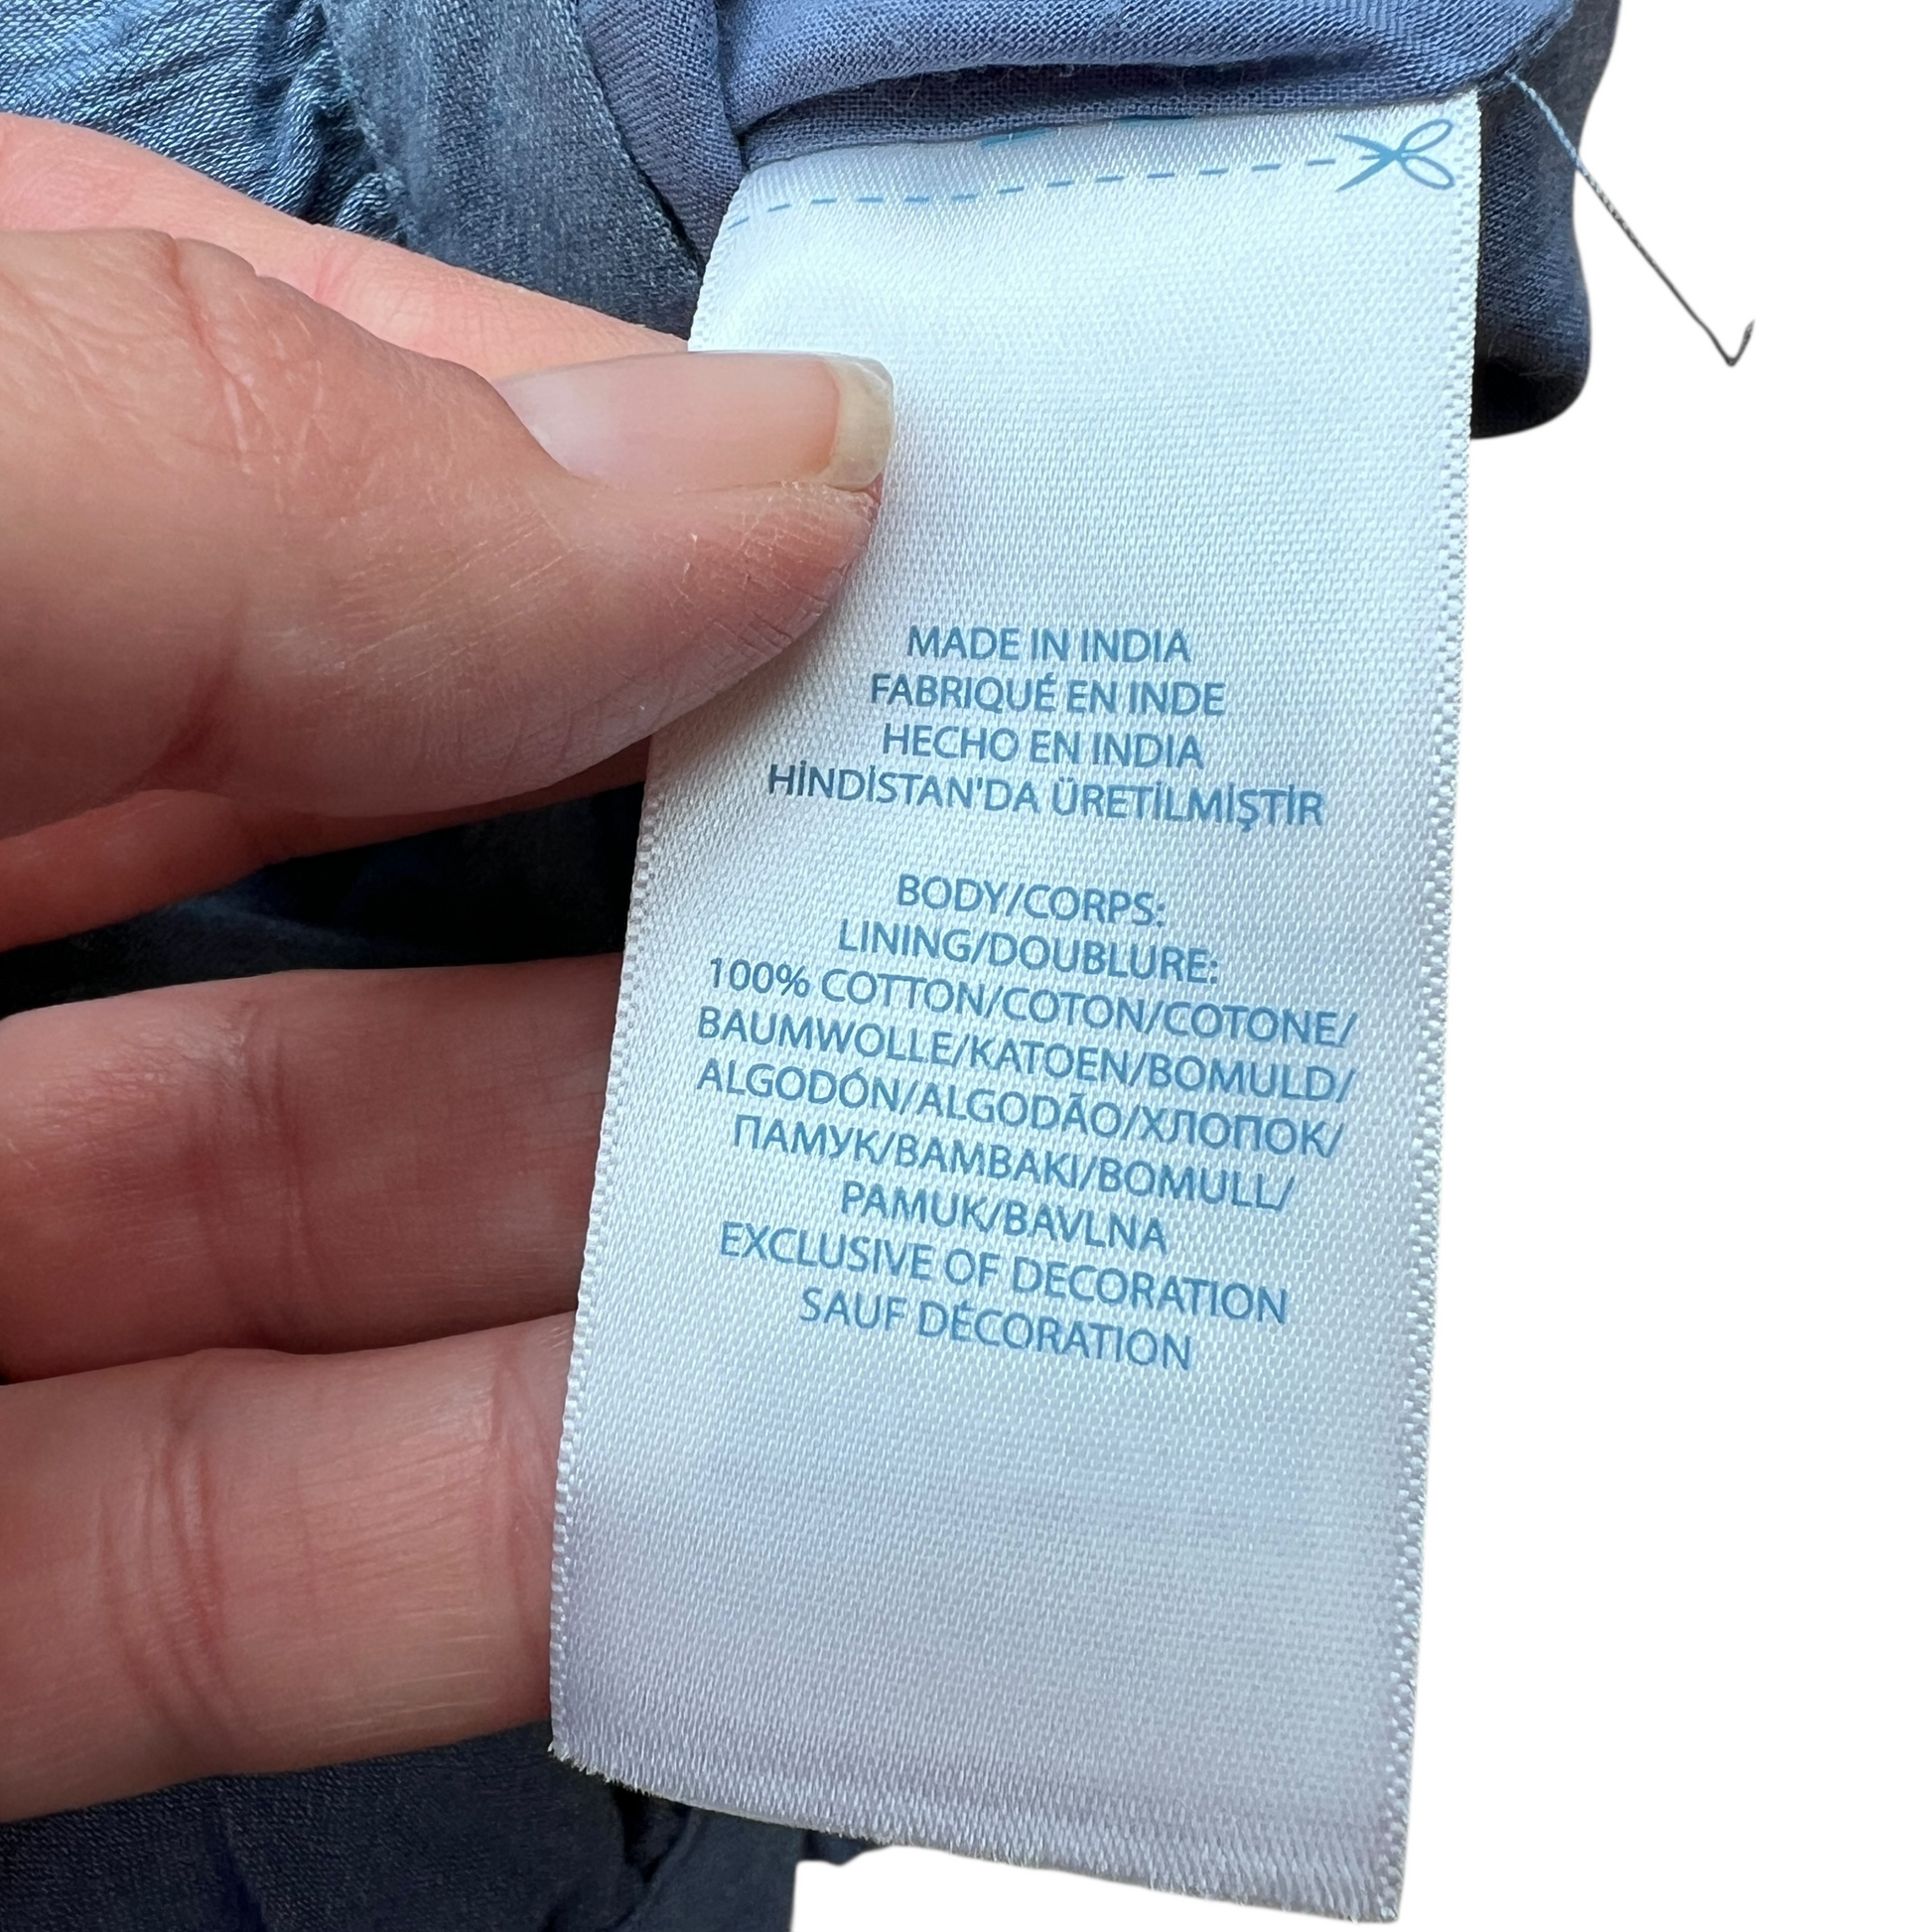 MADE IN INDIA
FABRIQUÉ EN INDE
HECHO EN INDIA
HİNDİSTAN'DA ÜRETİLMİŞTİR
BODY/CORPS:
LINING/DOUBLURE:
100% COTTON/COTON/COTONE/
BAUMWOLLE/KATOEN/BOMULD/
ALGODÓN/ALGODÃO/ХЛОПОК/
ПАМУК/BAMBAKI/BOMULL/
PAMUK/BAVLNA
EXCLUSIVE OF DECORATION
SAUF DÉCORATION